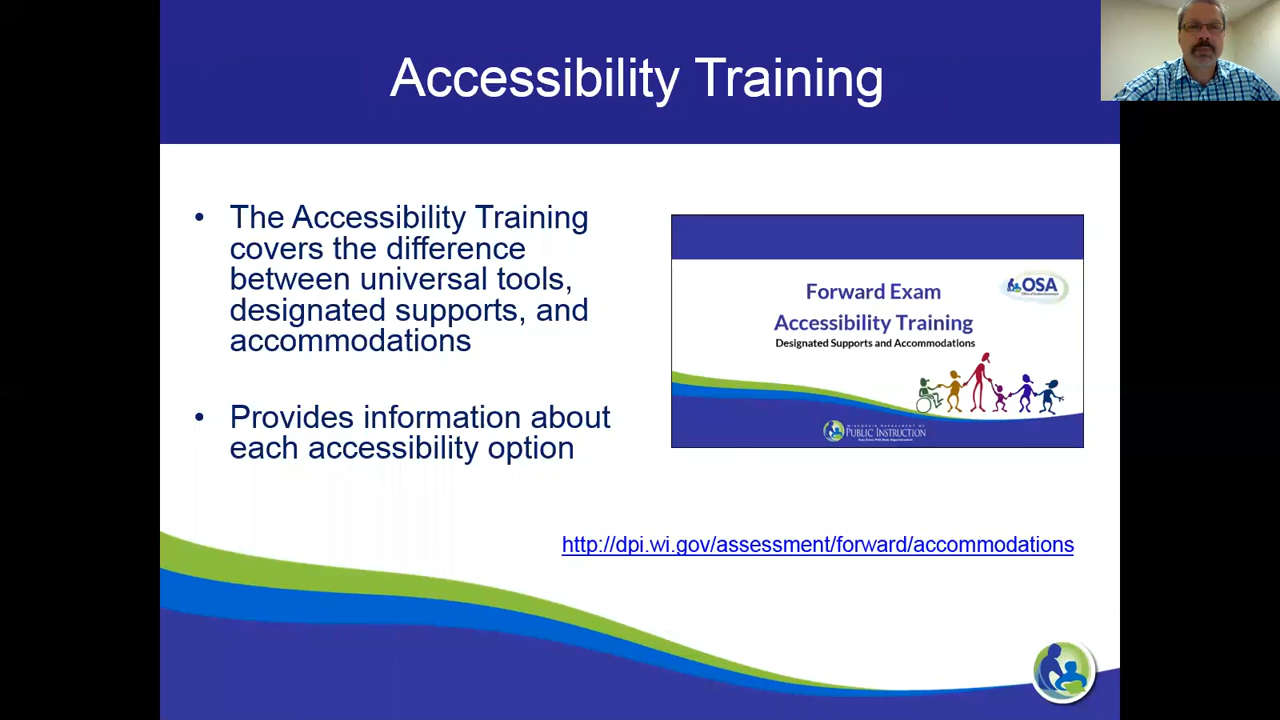 Accessibility Training
• The Accessibility Training
covers the difference
between universal tools,
designated supports, and
accommodations
• Provides information about
each accessibility option
Forward Exam
OSA
Accessibility Training
Designated Supports and Accommodations
WISCONSIN DEPARTMENT OF
PUBLIC INSTRUCTION
http://dpi.wi.gov/assessment/forward/accommodations